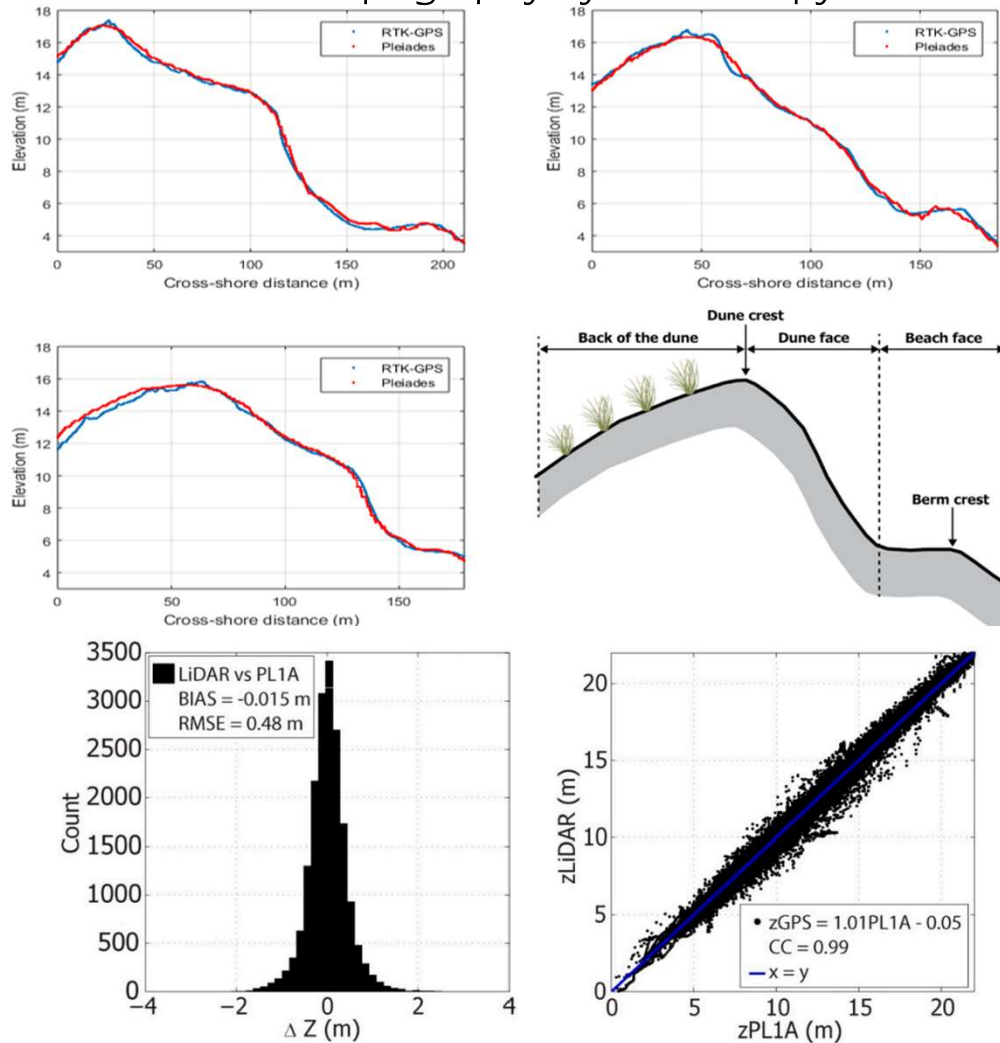 18
16
14
12
10
8
6
4
Elevation (m)
RTK-GPS
Pleiades
0 50 100 150 200
Cross-shore distance (m)
18
16
14
12
10
8
6
4
Elevation (m)
RTK-GPS
Pleiades
0 50 100 150
Cross-shore distance (m)
18
16
14
12
10
8
6
4
Elevation (m)
RTK-GPS
Pleiades
0 50 100 150
Cross-shore distance (m)
Dune crest
Back of the dune Dune face Beach face
Berm crest
3500
3000
2500
2000
1500
1000
500
0
Count
LiDAR vs PL1A
BIAS = -0.015 m
RMSE = 0.48 m
−4 −2 0 2 4
Δ Z (m)
20
15
10
5
0
zLiDAR (m)
zGPS = 1.01PL1A - 0.05
CC = 0.99
x = y
0 5 10 15 20
zPL1A (m)